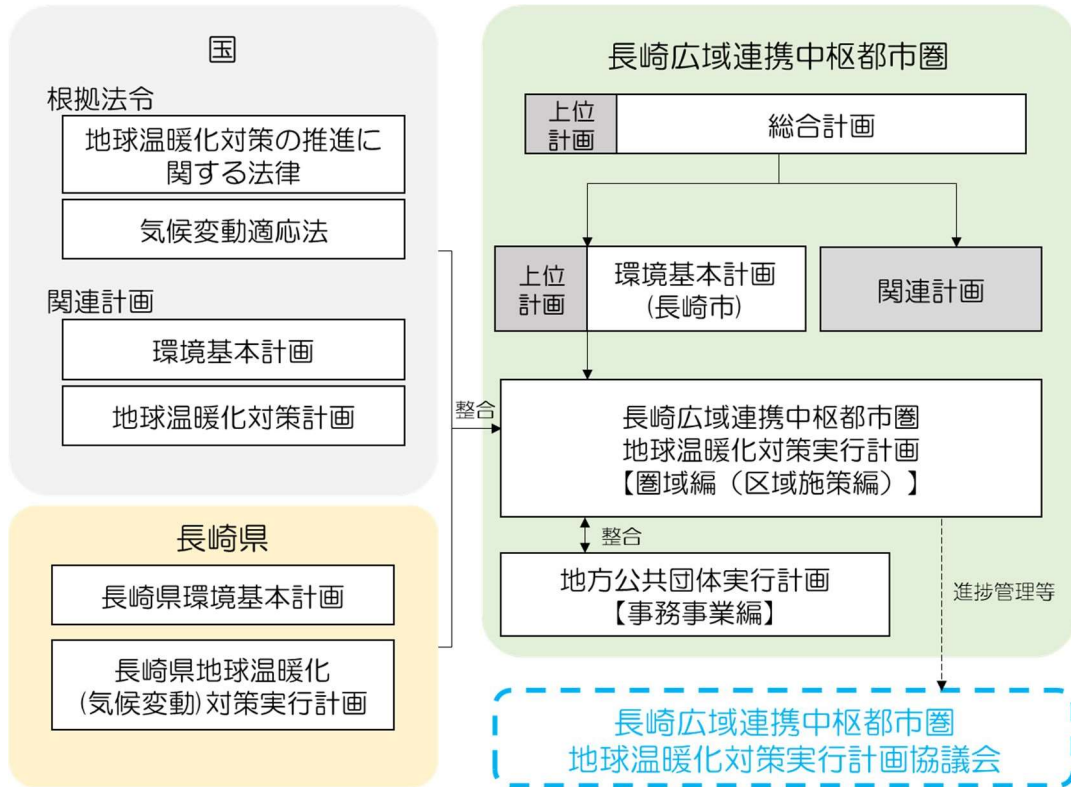 国
根拠法令
地球温暖化対策の推進に
関する法律
気候変動適応法
関連計画
環境基本計画
地球温暖化対策計画
長崎県
長崎県環境基本計画
長崎県地球温暖化
(気候変動)対策実行計画
整合
長崎広域連携中枢都市圏
上位
計画
総合計画
上位
計画
環境基本計画
(長崎市)
関連計画
長崎広域連携中枢都市圏
地球温暖化対策実行計画
【圏域編（区域施策編）】
整合
地方公共団体実行計画
【事務事業編】
進捗管理等
長崎広域連携中枢都市圏
地球温暖化対策実行計画協議会